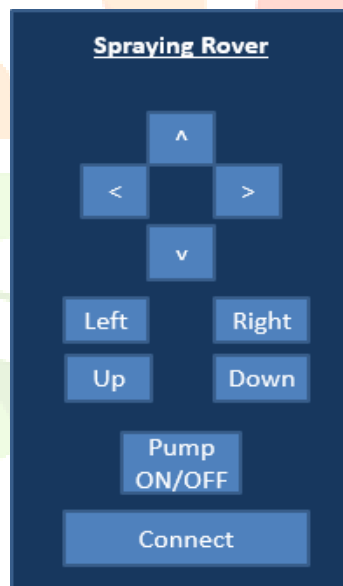 Spraying Rover
^
< >
v
Left Right
Up Down
Pump
ON/OFF
Connect